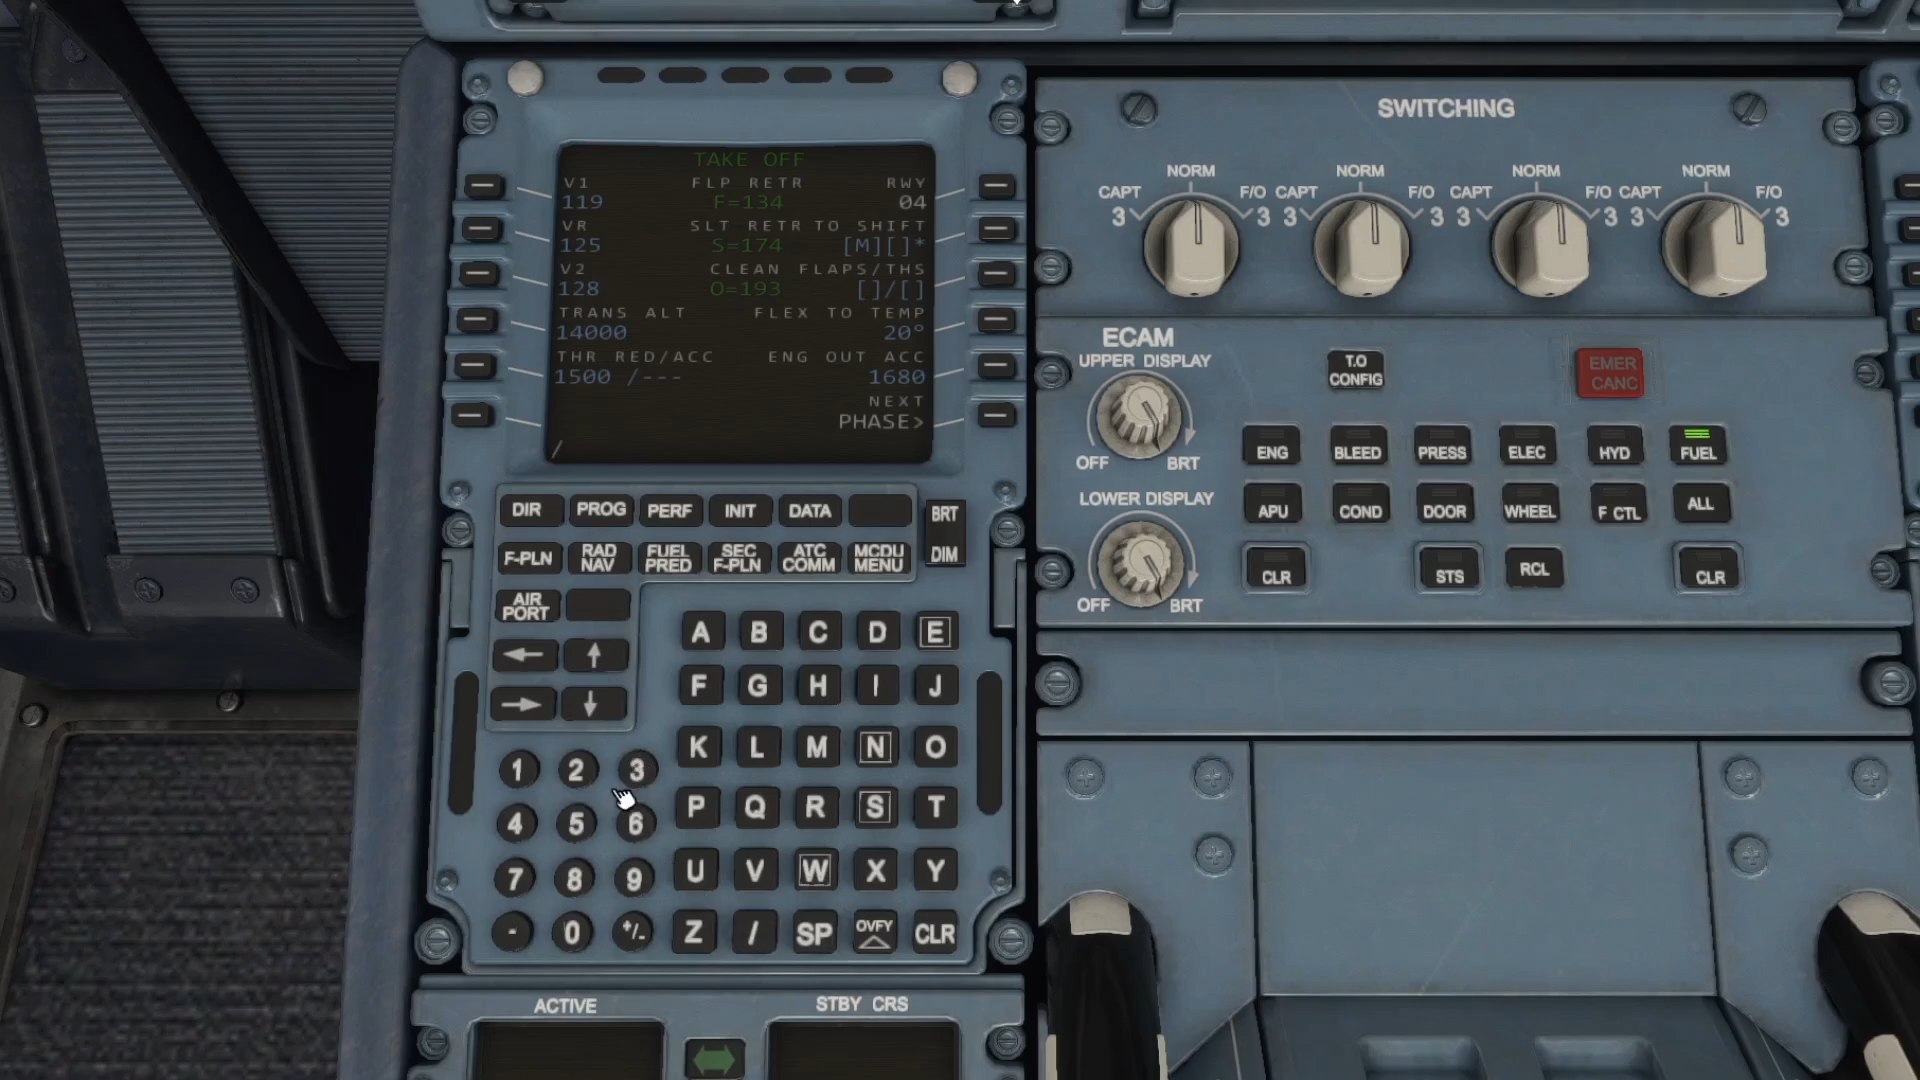 TAKE OFF
V1 FLP RETR RWY
119 F=134 04
VR SLT RETR TO SHIFT
125 S=174 [M][]*
V2 CLEAN FLAPS/THS
128 O=193 []/[]
TRANS ALT FLEX TO TEMP
14000 20°
THR RED/ACC ENG OUT ACC
1500 /--- 1680
NEXT
PHASE>
/
DIR PROG PERF INIT DATA
BRT
DIM
F-PLN RAD NAV FUEL PRED SEC F-PLN ATC COMM MCDU MENU
AIR PORT
← ↑
→ ↓
A B C D E
F G H I J
K L M N O
P Q R S T
U V W X Y
Z / SP OVFY CLR
1 2 3
4 5 6
7 8 9
. 0 +/-
ACTIVE STBY CRS
SWITCHING
NORM NORM NORM NORM
CAPT F/O CAPT F/O CAPT F/O CAPT F/O
3 3 3 3 3 3 3 3
ECAM
UPPER DISPLAY
OFF BRT
LOWER DISPLAY
OFF BRT
T.O
CONFIG
EMER
CANC
ENG BLEED PRESS ELEC HYD FUEL
APU COND DOOR WHEEL F CTL ALL
CLR STS RCL CLR